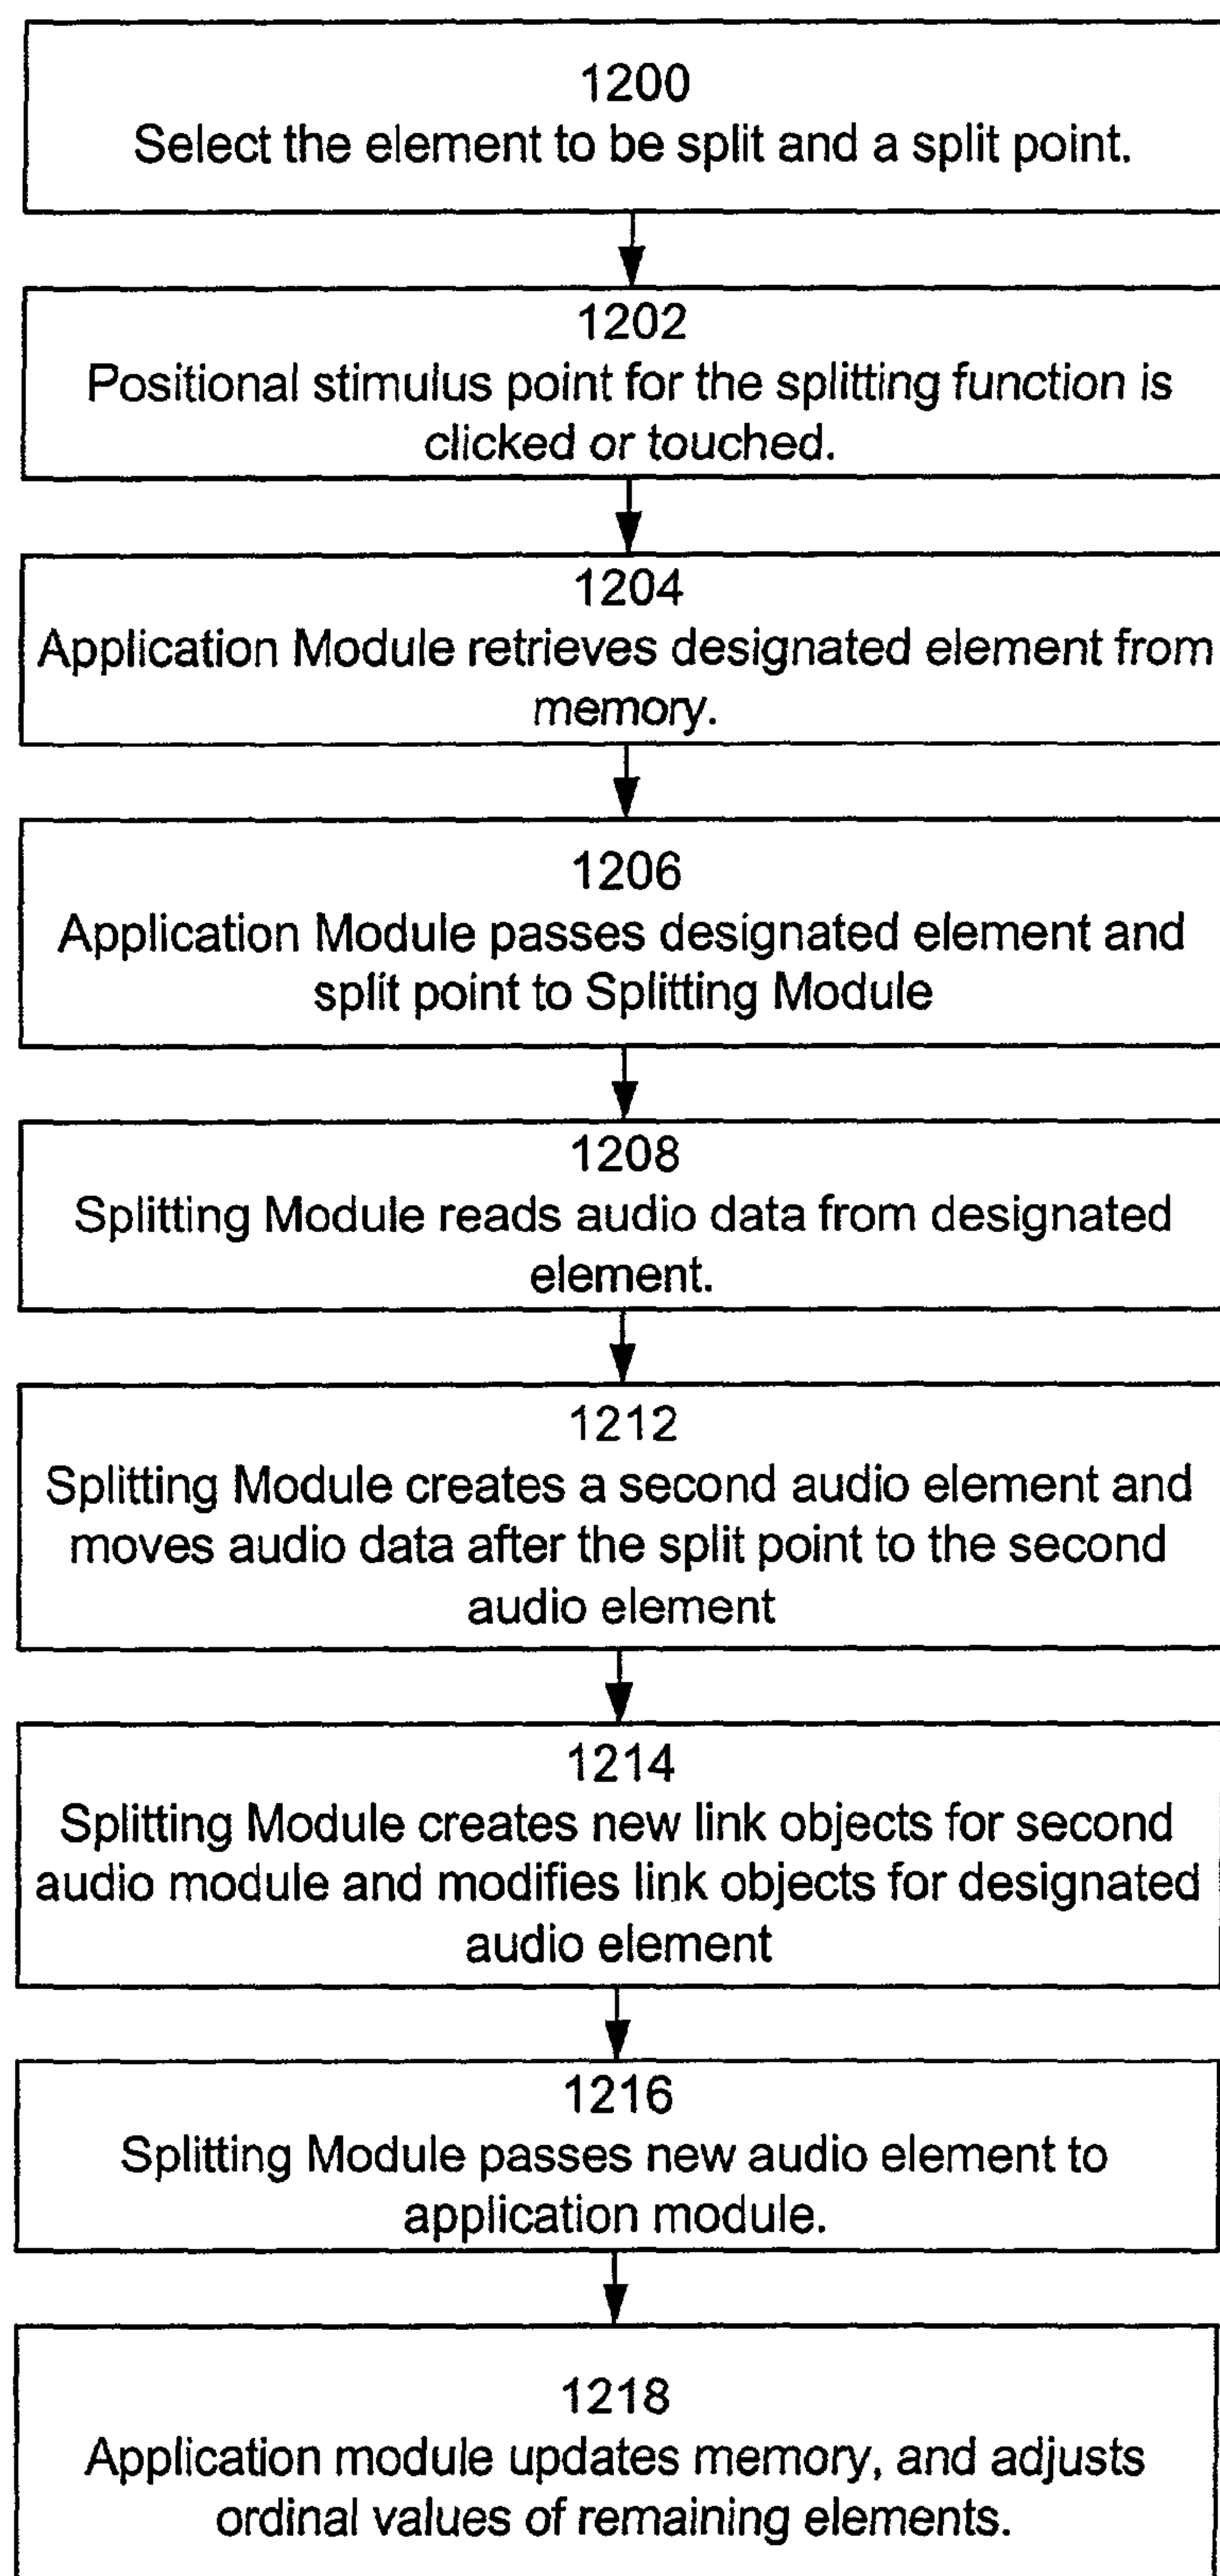 1200
Select the element to be split and a split point.
1202
Positional stimulus point for the splitting function is
clicked or touched.
1204
Application Module retrieves designated element from
memory.
1206
Application Module passes designated element and
split point to Splitting Module
1208
Splitting Module reads audio data from designated
element.
1212
Splitting Module creates a second audio element and
moves audio data after the split point to the second
audio element
1214
Splitting Module creates new link objects for second
audio module and modifies link objects for designated
audio element
1216
Splitting Module passes new audio element to
application module.
1218
Application module updates memory, and adjusts
ordinal values of remaining elements.